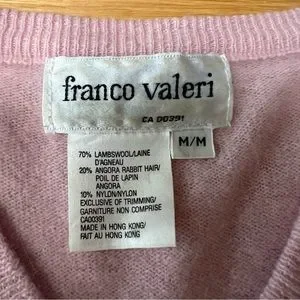 franco valeri
CA 00391
M/M
70% LAMBSWOOL/LAINE
D'AGNEAU
20% ANGORA RABBIT HAIR/
POIL DE LAPIN
ANGORA
10% NYLON/NYLON
EXCLUSIVE OF TRIMMING/
GARNITURE NON COMPRISE
CA00391
MADE IN HONG KONG/
FAIT AU HONG KONG